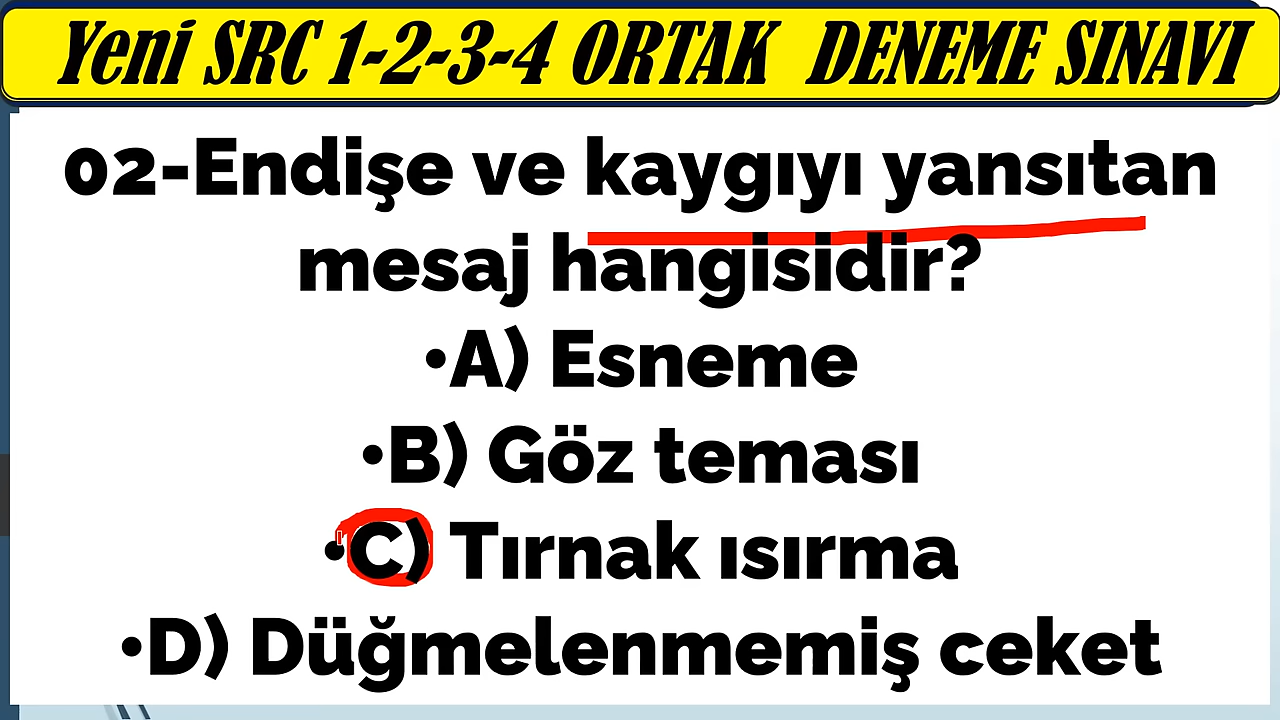 Yeni SRC 1-2-3-4 ORTAK DENEME SINAVI
02-Endişe ve kaygıyı yansıtan
mesaj hangisidir?
•A) Esneme
•B) Göz teması
•C) Tırnak ısırma
•D) Düğmelenmemiş ceket